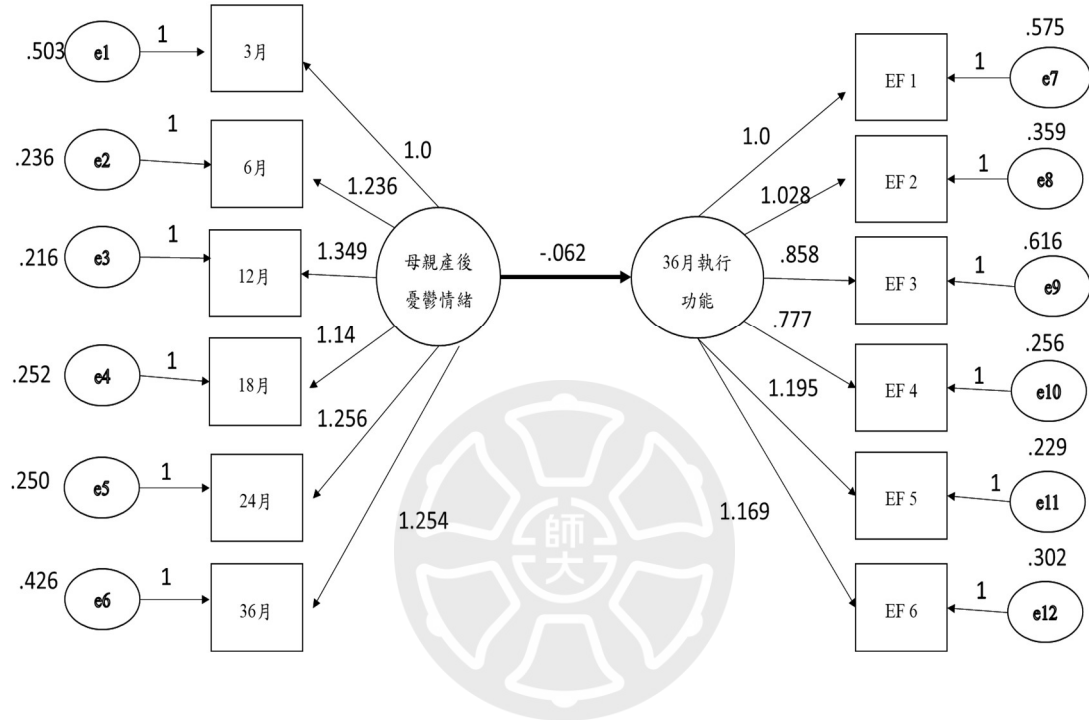 .503
e1
1
3月
.236
e2
1
6月
.216
e3
1
12月
.252
e4
1
18月
.250
e5
1
24月
.426
e6
1
36月
1.0
1.236
1.349
1.14
1.256
1.254
母親產後
憂鬱情緒
-.062
36月執行
功能
1.0
1.028
.858
.777
1.195
1.169
EF 1
1
.575
e7
EF 2
1
.359
e8
EF 3
1
.616
e9
EF 4
1
.256
e10
EF 5
1
.229
e11
EF 6
1
.302
e12
師大